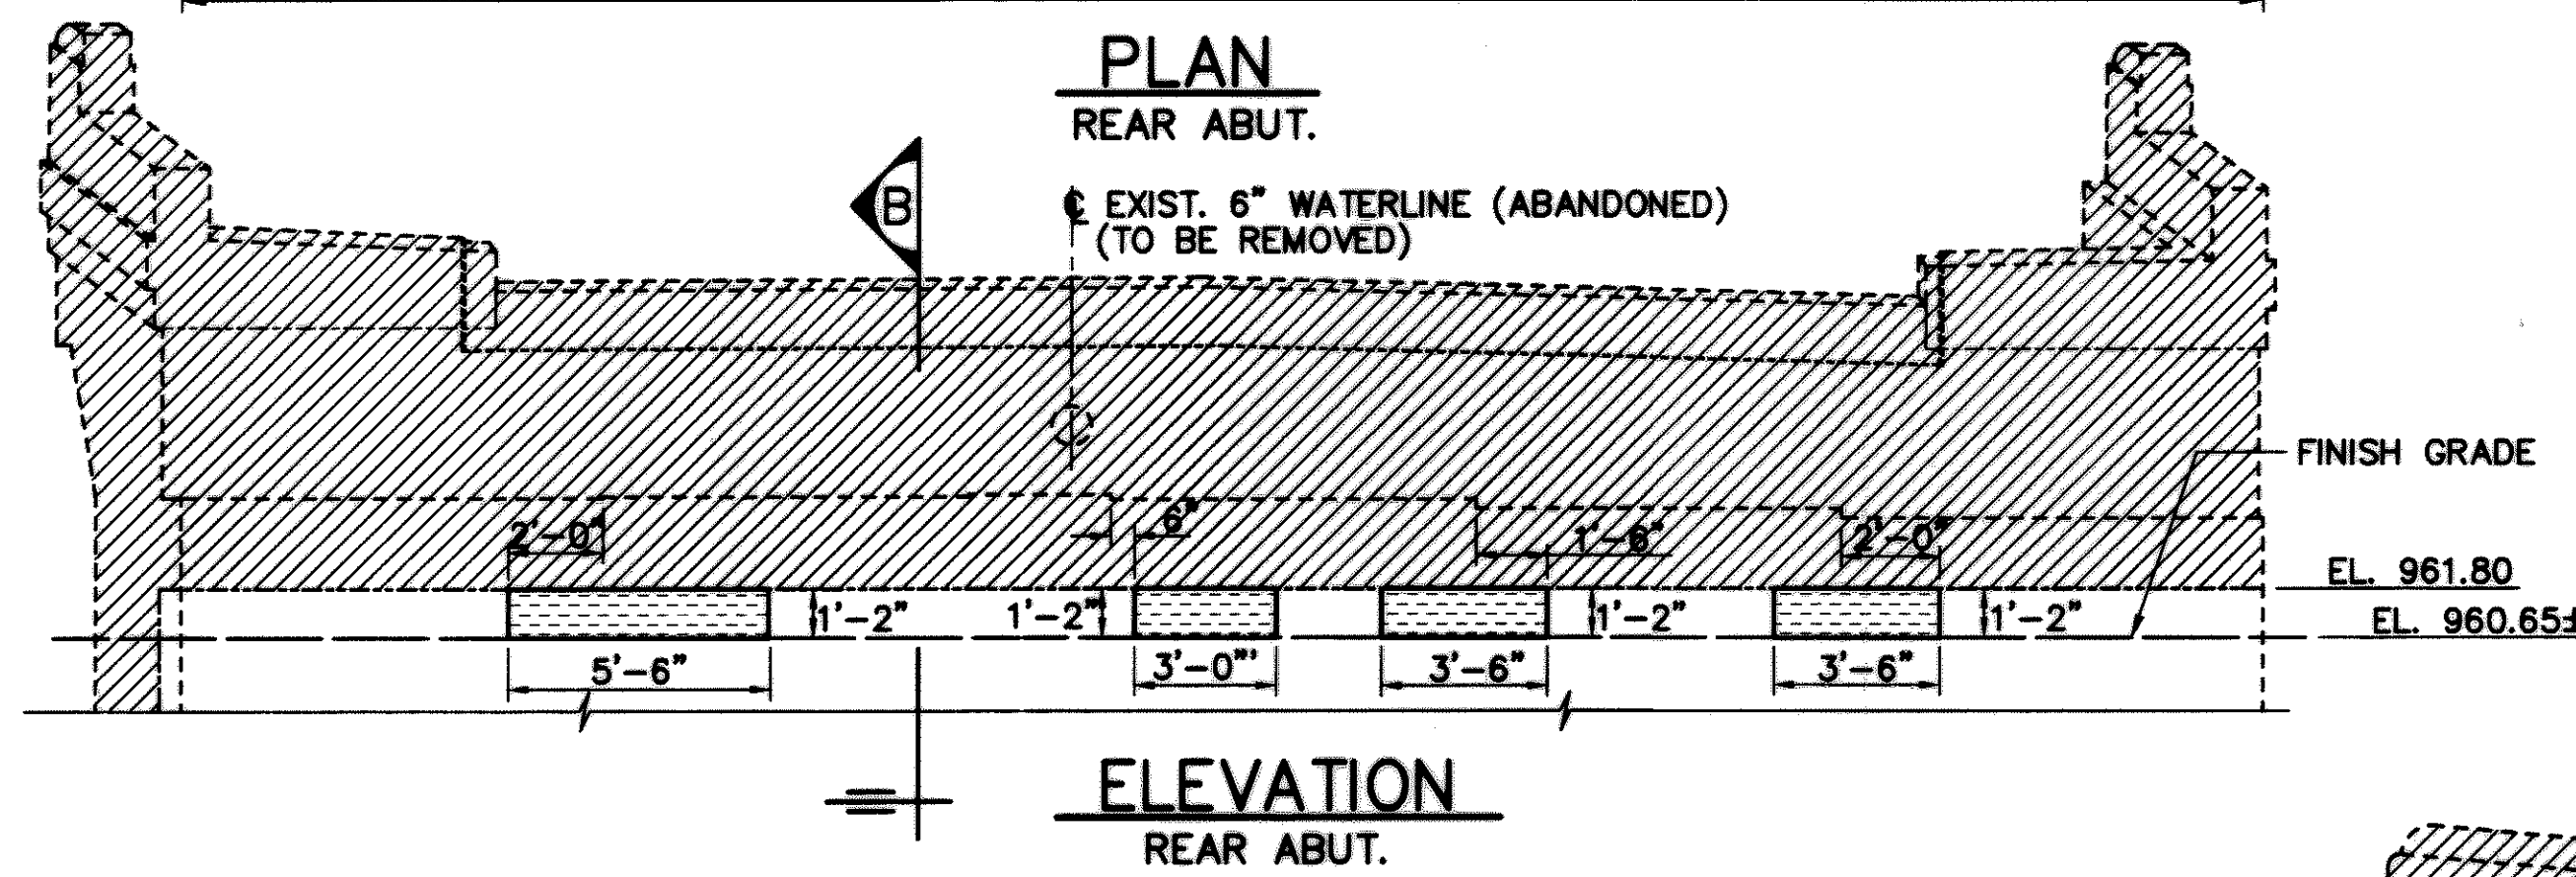 PLAN
REAR ABUT.
B
℄ EXIST. 6" WATERLINE (ABANDONED)
(TO BE REMOVED)
FINISH GRADE
2'-0"
6"
1'-6"
2'-0"
EL. 961.80
1'-2"
1'-2"
1'-2"
1'-2"
EL. 960.65±
5'-6"
3'-0"'
3'-6"
3'-6"
ELEVATION
REAR ABUT.